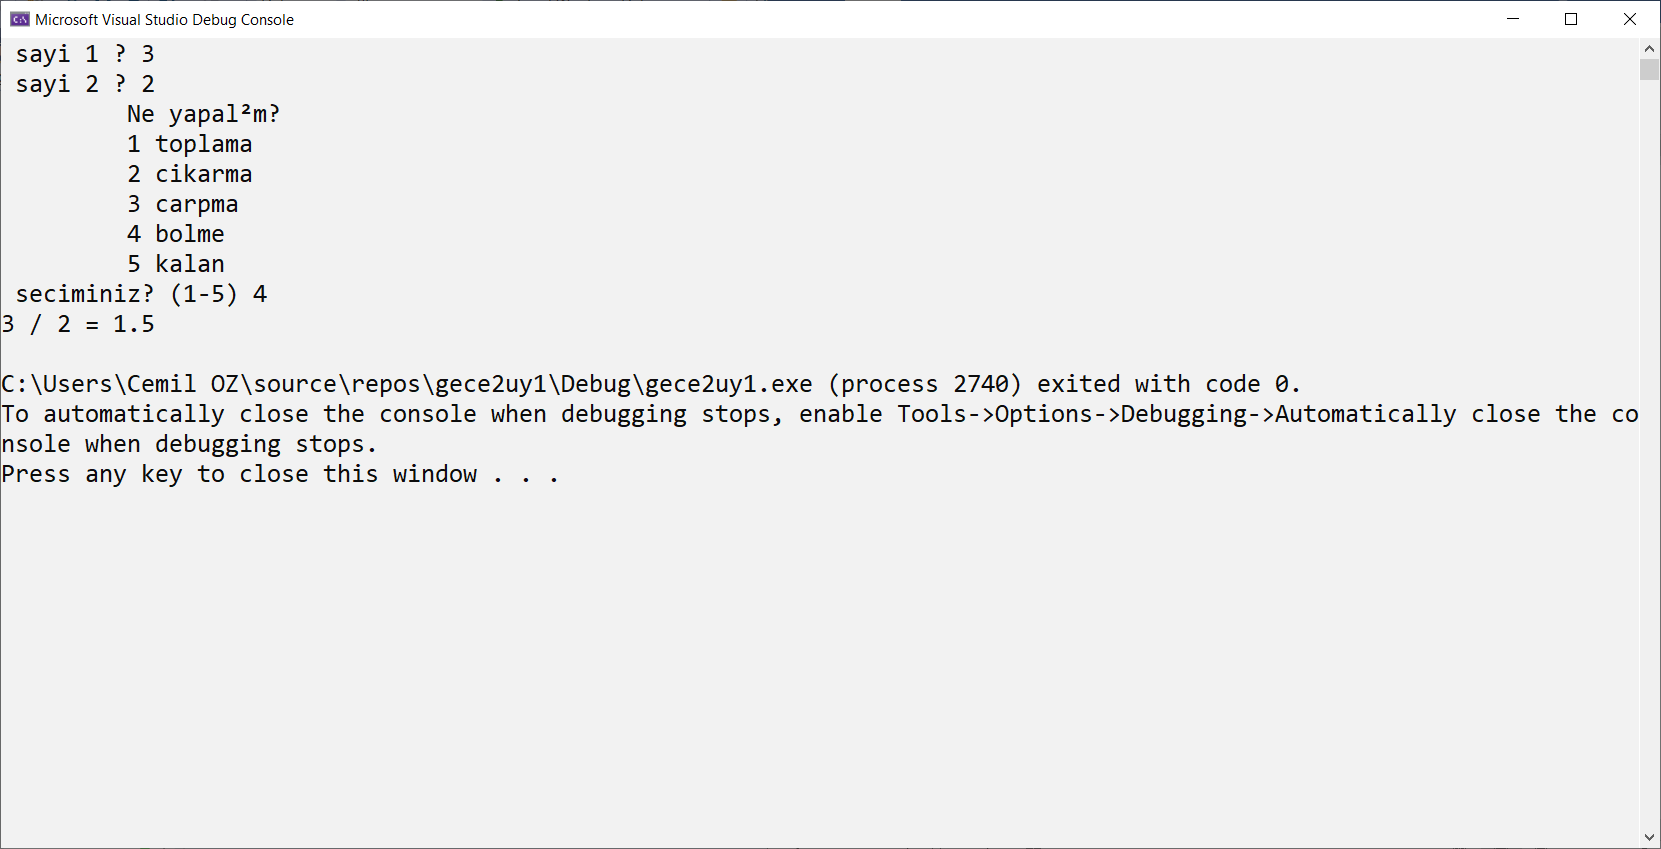 Microsoft Visual Studio Debug Console
sayi 1 ? 3
sayi 2 ? 2
Ne yapal²m?
1 toplama
2 cikarma
3 carpma
4 bolme
5 kalan
seciminiz? (1-5) 4
3 / 2 = 1.5
C:\Users\Cemil OZ\source\repos\gece2uy1\Debug\gece2uy1.exe (process 2740) exited with code 0.
To automatically close the console when debugging stops, enable Tools->Options->Debugging->Automatically close the co
nsole when debugging stops.
Press any key to close this window . . .